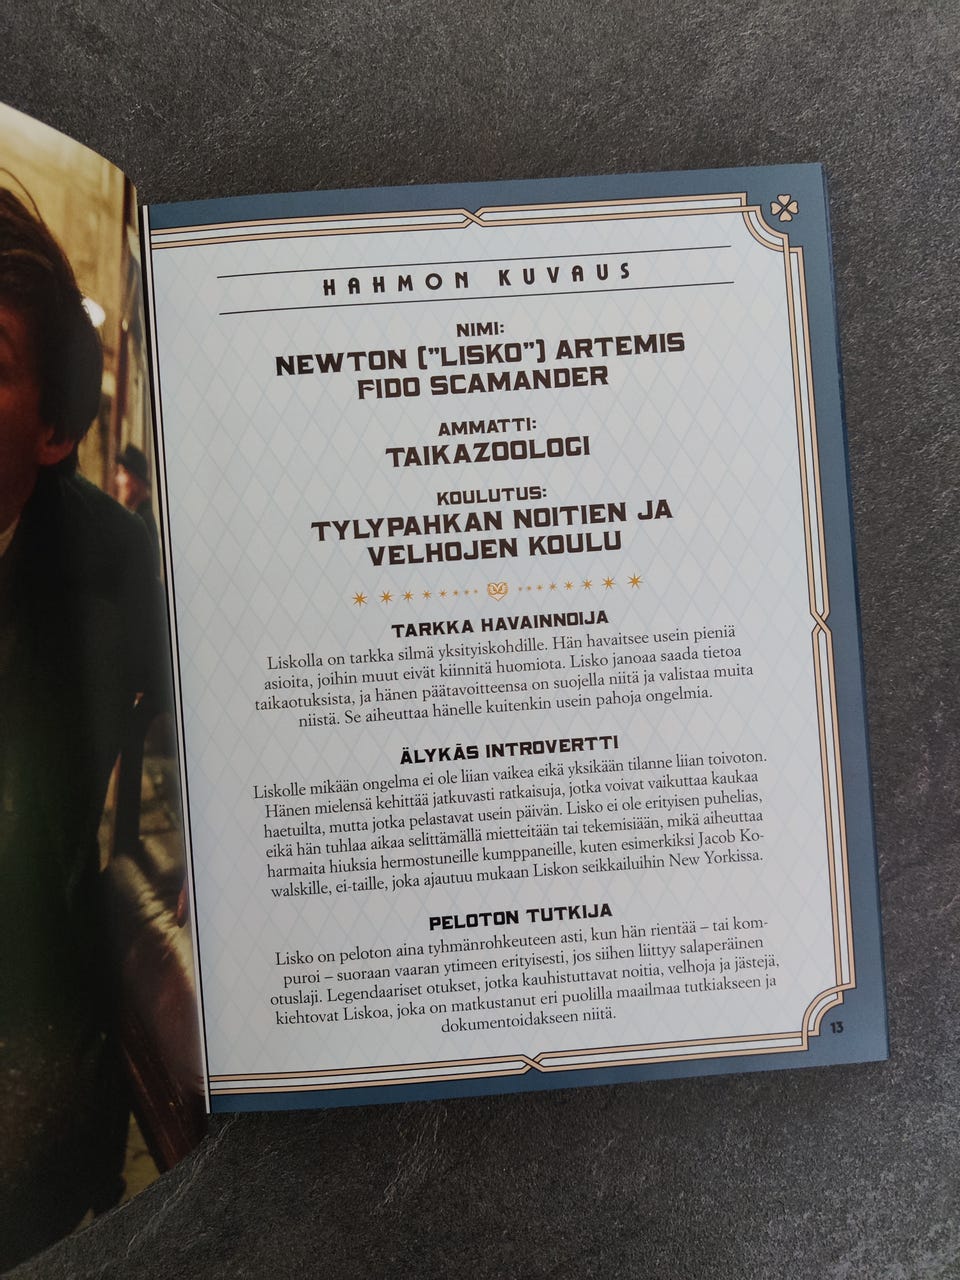 HAHMON KUVAUS
NIMI:
NEWTON ("LISKO") ARTEMIS
FIDO SCAMANDER
AMMATTI:
TAIKAZOOLOGI
KOULUTUS:
TYLYPAHKAN NOITIEN JA
VELHOJEN KOULU
TARKKA HAVAINNOIJA
Liskolla on tarkka silmä yksityiskohdille. Hän havaitsee usein pieniä
asioita, joihin muut eivät kiinnitä huomiota. Lisko janoaa saada tietoa
taikaotuksista, ja hänen päätavoitteensa on suojella niitä ja valistaa muita
niistä. Se aiheuttaa hänelle kuitenkin usein pahoja ongelmia.
ÄLYKÄS INTROVERTTI
Liskolle mikään ongelma ei ole liian vaikea eikä yksikään tilanne liian toivoton.
Hänen mielensä kehittää jatkuvasti ratkaisuja, jotka voivat vaikuttaa kaukaa
haetuilta, mutta jotka pelastavat usein päivän. Lisko ei ole erityisen puhelias,
eikä hän tuhlaa aikaa selittämällä mietteitään tai tekemisiään, mikä aiheuttaa
harmaita hiuksia hermostuneille kumppaneille, kuten esimerkiksi Jacob Ko-
walskille, ei-taille, joka ajautuu mukaan Liskon seikkailuihin New Yorkissa.
PELOTON TUTKIJA
Lisko on peloton aina tyhmänrohkeuteen asti, kun hän rientää – tai kom-
puroi – suoraan vaaran ytimeen erityisesti, jos siihen liittyy salaperäinen
otuslaji. Legendaariset otukset, jotka kauhistuttavat noitia, velhoja ja jästejä,
kiehtovat Liskoa, joka on matkustanut eri puolilla maailmaa tutkiakseen ja
dokumentoidakseen niitä.
13